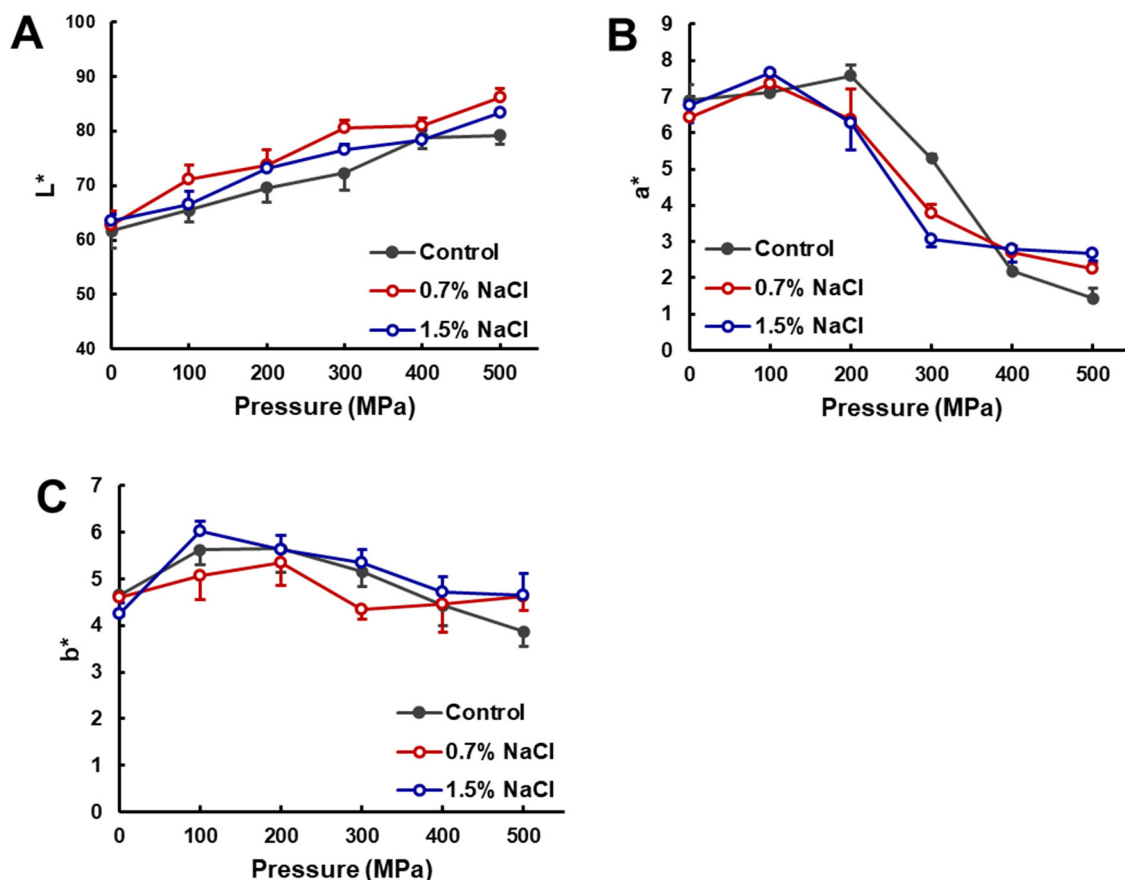 A
L*
100
90
80
70
60
50
40
Control
0.7% NaCl
1.5% NaCl
0 100 200 300 400 500
Pressure (MPa)
B
a*
9
8
7
6
5
4
3
2
1
0
Control
0.7% NaCl
1.5% NaCl
0 100 200 300 400 500
Pressure (MPa)
C
b*
7
6
5
4
3
2
1
0
Control
0.7% NaCl
1.5% NaCl
0 100 200 300 400 500
Pressure (MPa)